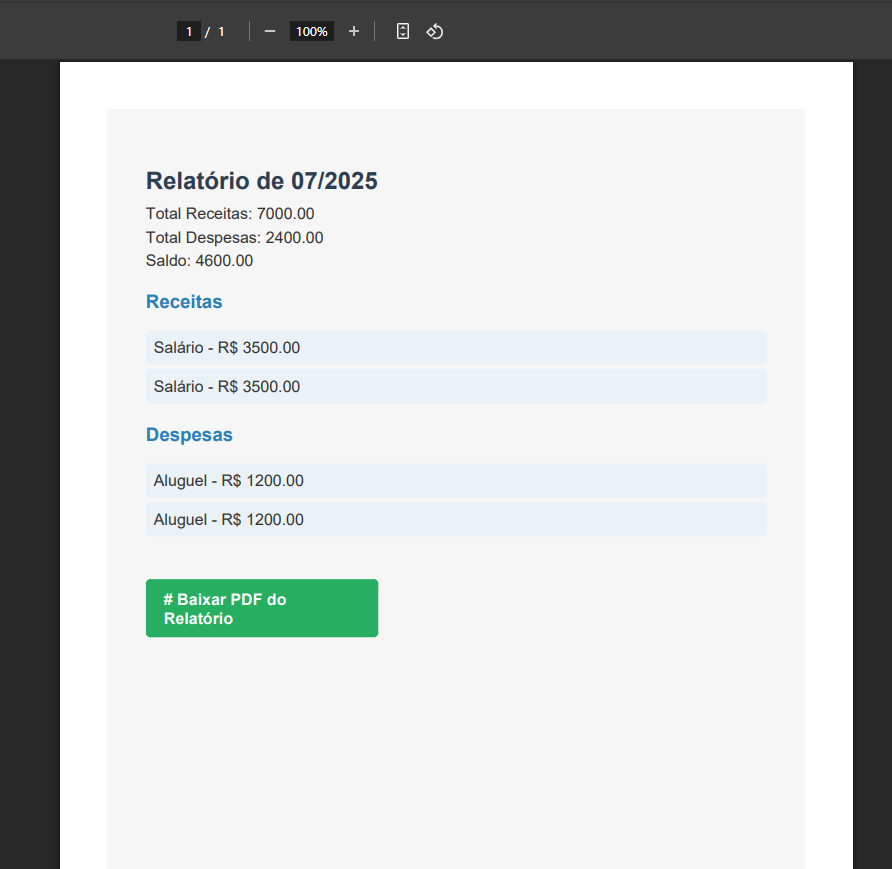 1 / 1
100%
Relatório de 07/2025
Total Receitas: 7000.00
Total Despesas: 2400.00
Saldo: 4600.00
Receitas
Salário - R$ 3500.00
Salário - R$ 3500.00
Despesas
Aluguel - R$ 1200.00
Aluguel - R$ 1200.00
# Baixar PDF do
Relatório